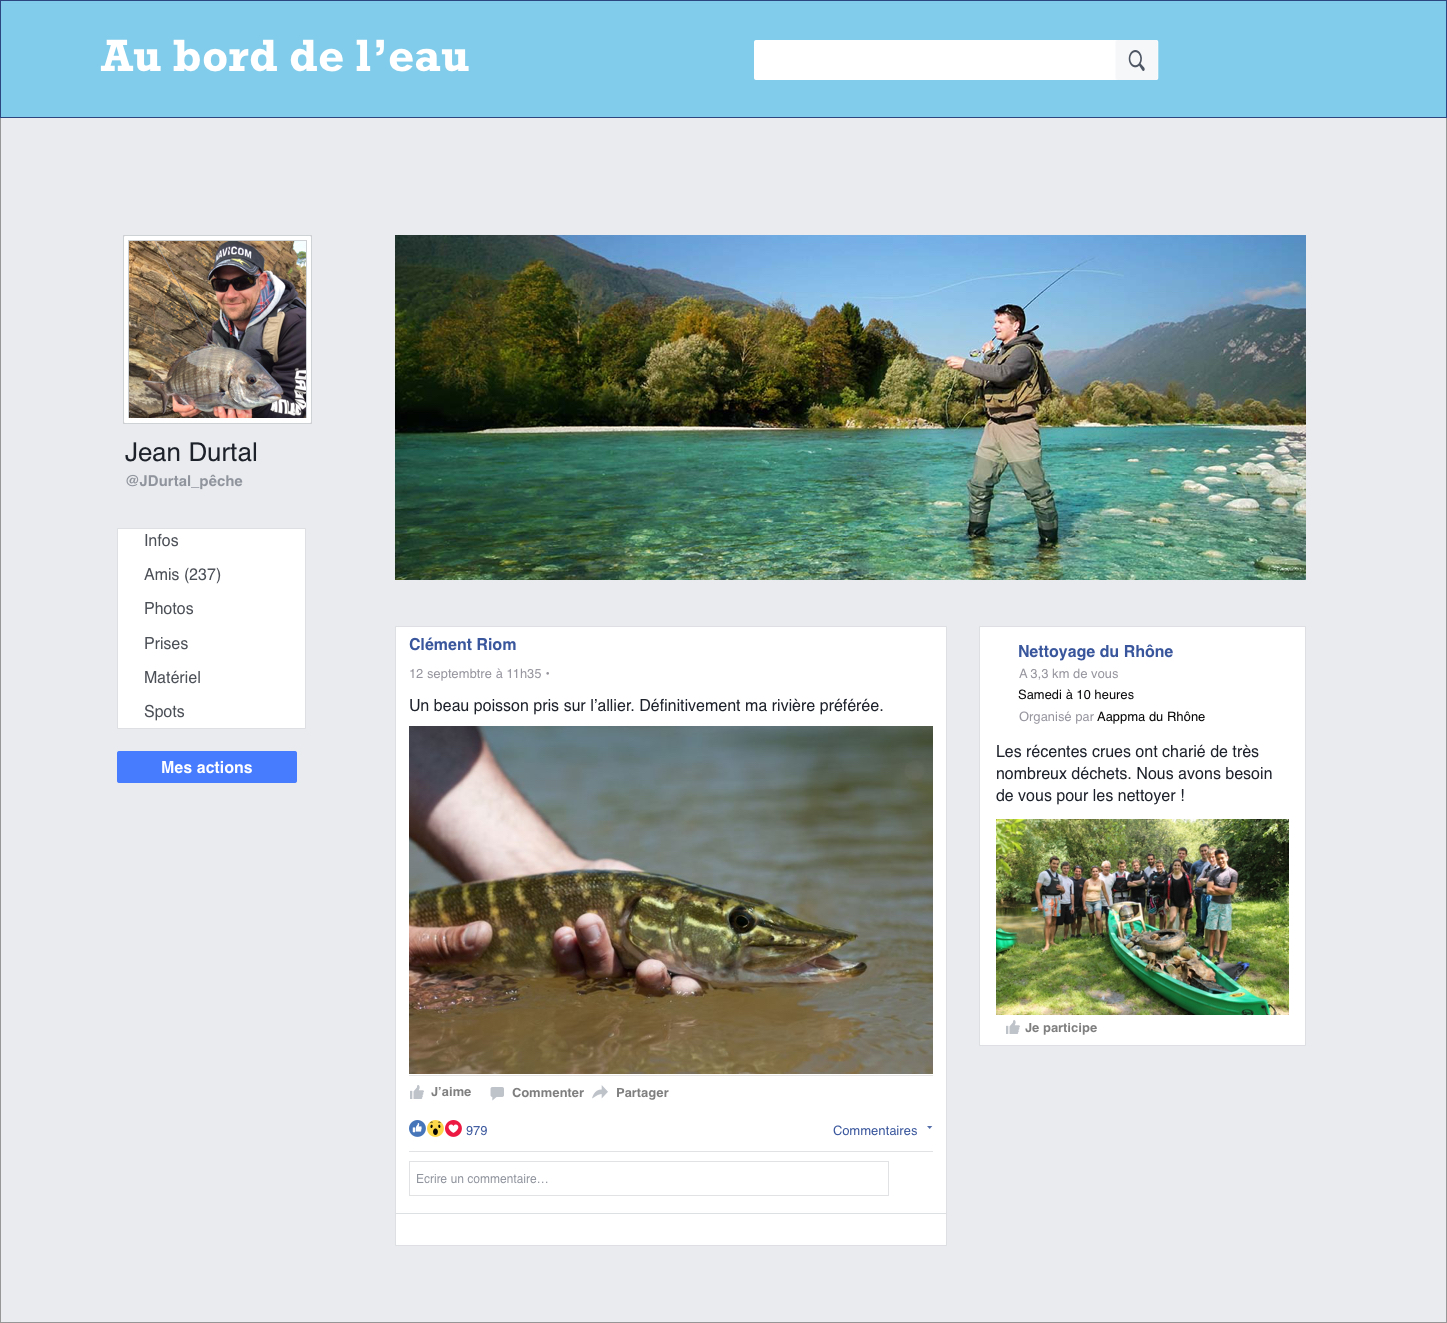 Au bord de l’eau
NAVICOM
Jean Durtal
@JDurtal_pêche
Infos
Amis (237)
Photos
Prises
Matériel
Spots
Mes actions
Clémént Riom
12 septembtre à 11h35 •
Un beau poisson pris sur l’allier. Définitivement ma rivière préférée.
J’aime Commenter Partager
979 Commentaires
Ecrire un commentaire...
Nettoyage du Rhône
A 3,3 km de vous
Samedi à 10 heures
Organisé par Aappma du Rhône
Les récentes crues ont charié de très
nombreux déchets. Nous avons besoin
de vous pour les nettoyer !
Je participe